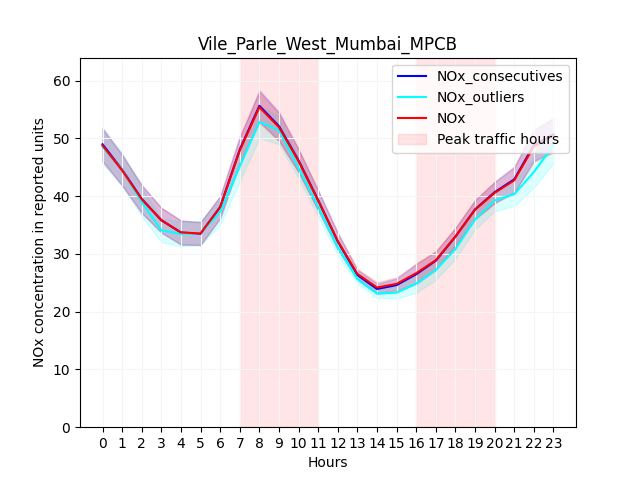 Vile_Parle_West_Mumbai_MPCB
NOx concentration in reported units
60
50
40
30
20
10
0
NOx_consecutives
NOx_outliers
NOx
Peak traffic hours
0 1 2 3 4 5 6 7 8 9 10 11 12 13 14 15 16 17 18 19 20 21 22 23
Hours